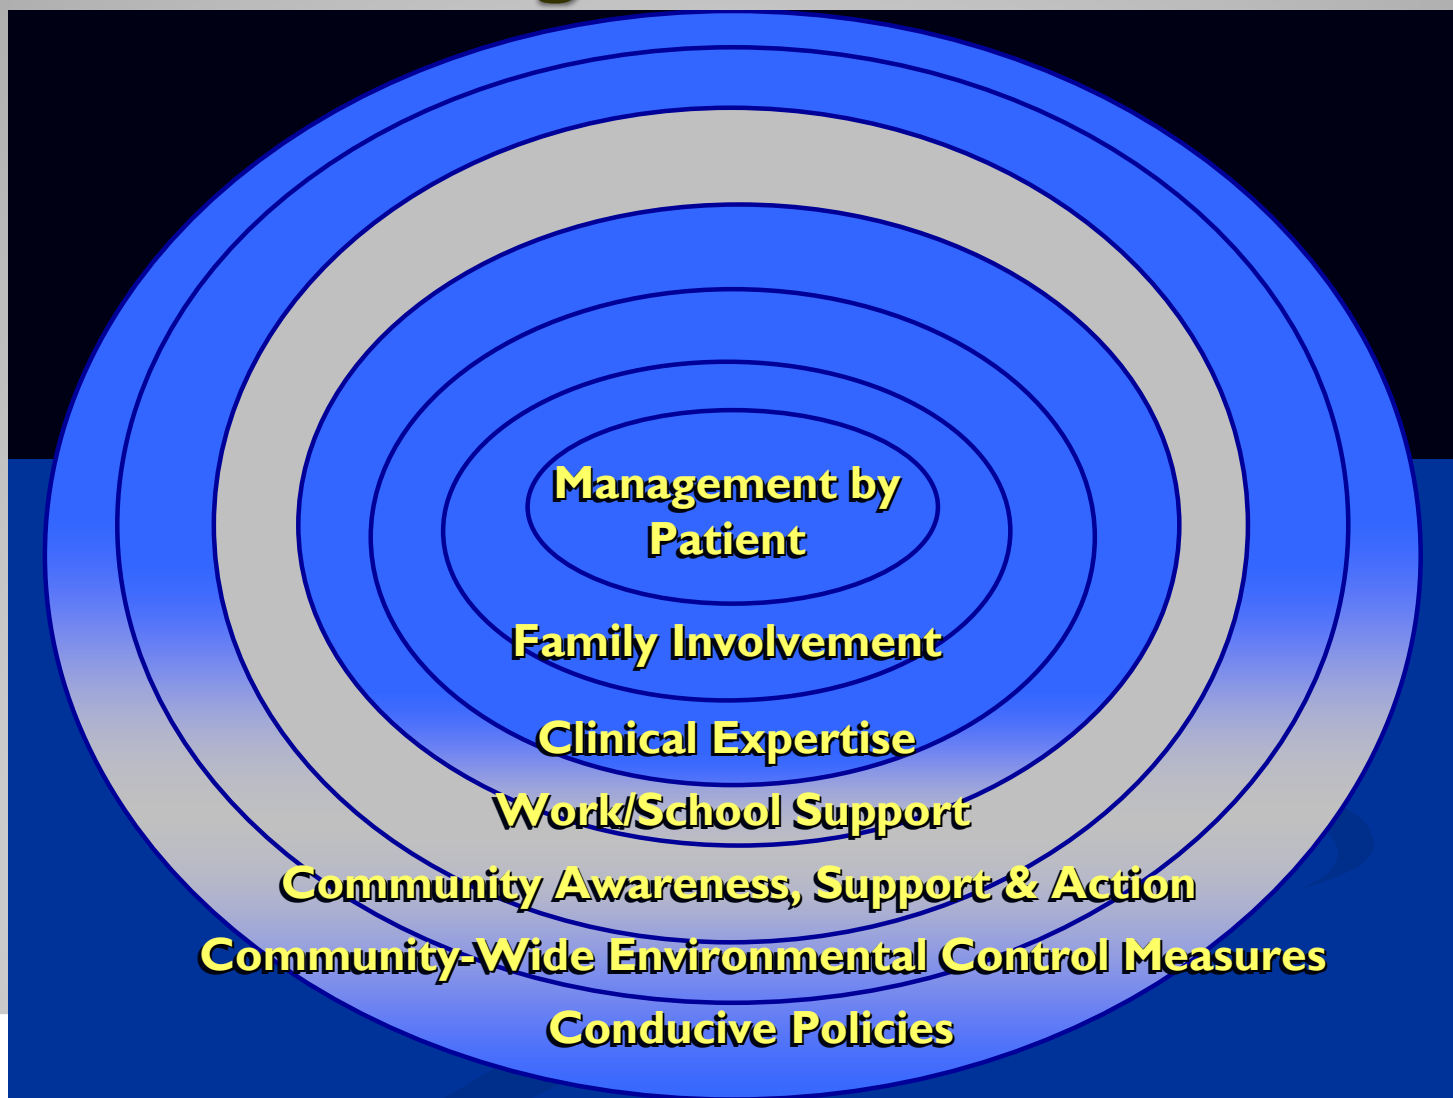 Management by
Patient
Family Involvement
Clinical Expertise
Work/School Support
Community Awareness, Support & Action
Community-Wide Environmental Control Measures
Conducive Policies